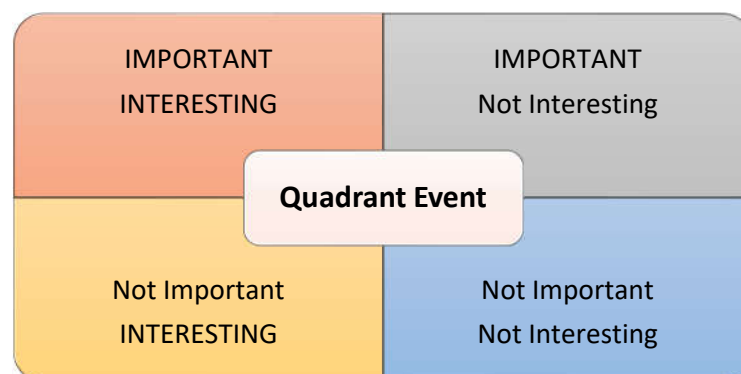 IMPORTANT
INTERESTING
IMPORTANT
Not Interesting
Quadrant Event
Not Important
INTERESTING
Not Important
Not Interesting